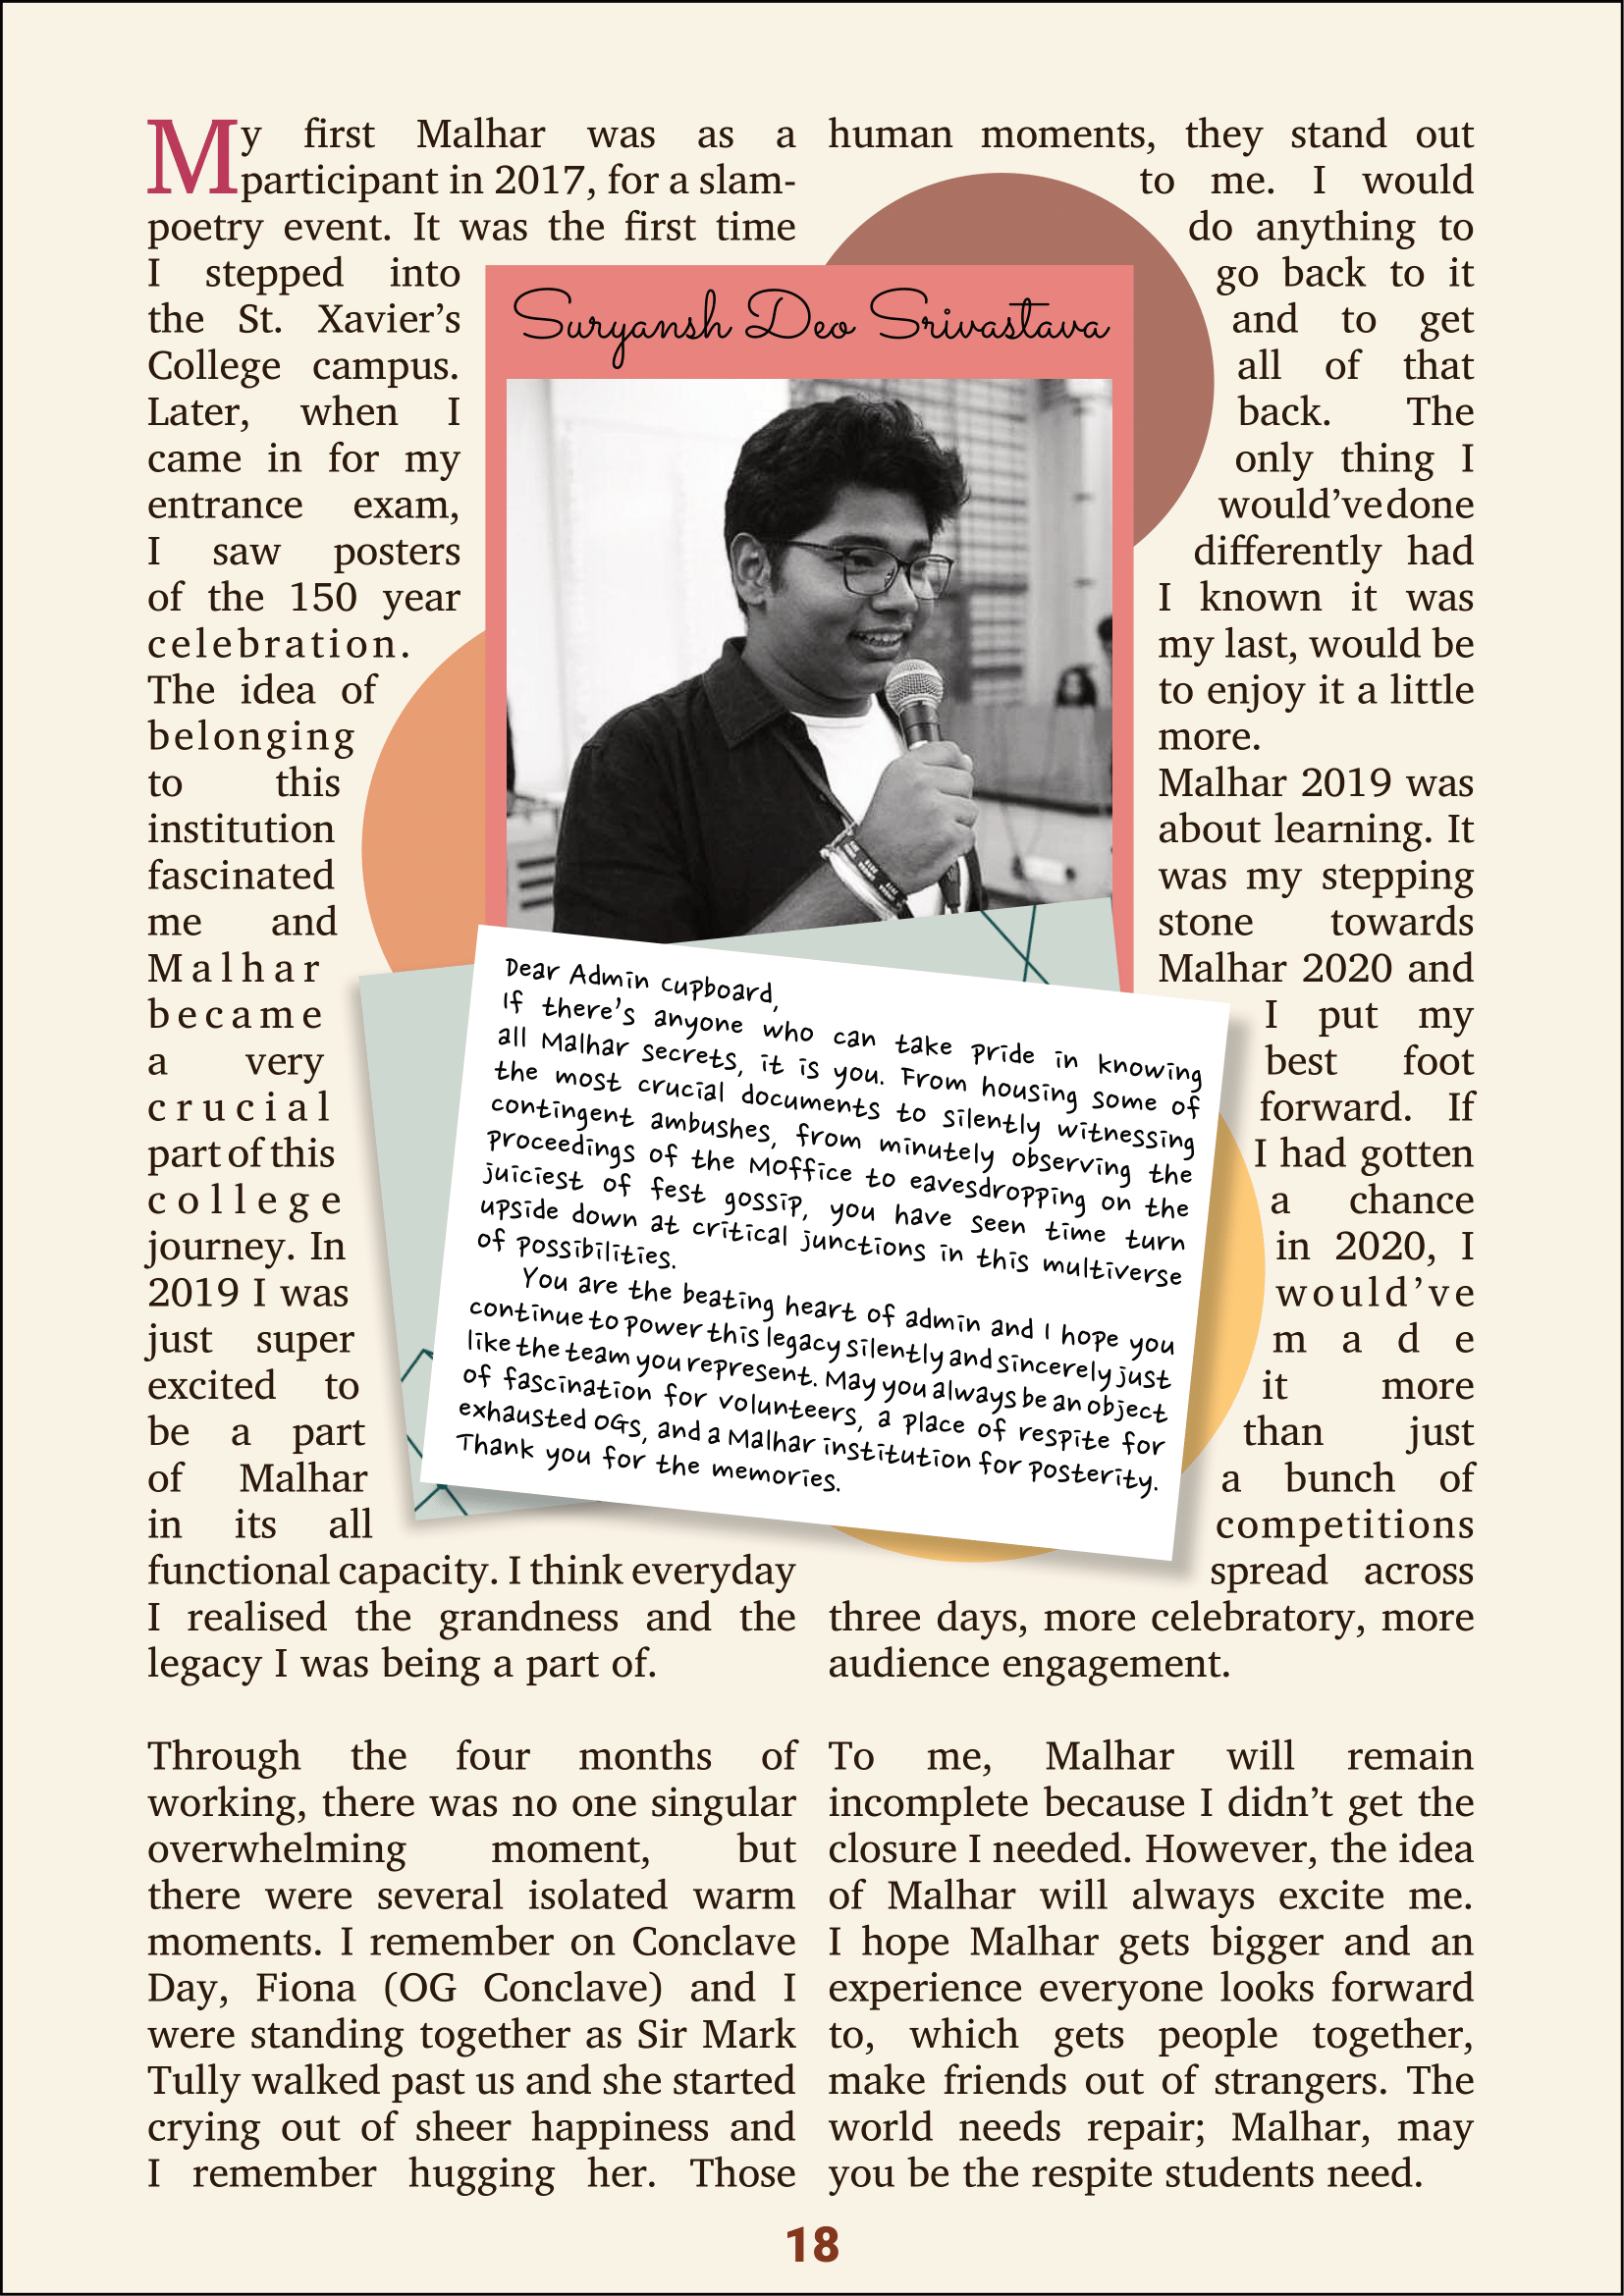 My first Malhar was as a
participant in 2017, for a slam-
poetry event. It was the first time
I stepped into
the St. Xavier’s
College campus.
Later, when I
came in for my
entrance exam,
I saw posters
of the 150 year
celebration.
The idea of
belonging
to this
institution
fascinated
me and
Malhar
became
a very
crucial
part of this
college
journey. In
2019 I was
just super
excited to
be a part
of Malhar
in its all
functional capacity. I think everyday
I realised the grandness and the
legacy I was being a part of.
Through the four months of
working, there was no one singular
overwhelming moment, but
there were several isolated warm
moments. I remember on Conclave
Day, Fiona (OG Conclave) and I
were standing together as Sir Mark
Tully walked past us and she started
crying out of sheer happiness and
I remember hugging her. Those
Suryansh Deo Srivastava
Dear Admin cupboard,
If there’s anyone who can take pride in knowing
all Malhar secrets, it is you. From housing some of
the most crucial documents to silently witnessing
contingent ambushes, from minutely observing the
proceedings of the Moffice to eavesdropping on the
juiciest of fest gossip, you have seen time turn
upside down at critical junctions in this multiverse
of possibilities.
You are the beating heart of admin and I hope you
continue to power this legacy silently and sincerely just
like the team you represent. May you always be an object
of fascination for volunteers, a place of respite for
exhausted OGs, and a Malhar institution for posterity.
Thank you for the memories.
human moments, they stand out
to me. I would
do anything to
go back to it
and to get
all of that
back. The
only thing I
would’ve done
differently had
I known it was
my last, would be
to enjoy it a little
more.
Malhar 2019 was
about learning. It
was my stepping
stone towards
Malhar 2020 and
I put my
best foot
forward. If
I had gotten
a chance
in 2020, I
would’ve
made
it more
than just
a bunch of
competitions
spread across
three days, more celebratory, more
audience engagement.
To me, Malhar will remain
incomplete because I didn’t get the
closure I needed. However, the idea
of Malhar will always excite me.
I hope Malhar gets bigger and an
experience everyone looks forward
to, which gets people together,
make friends out of strangers. The
world needs repair; Malhar, may
you be the respite students need.
18